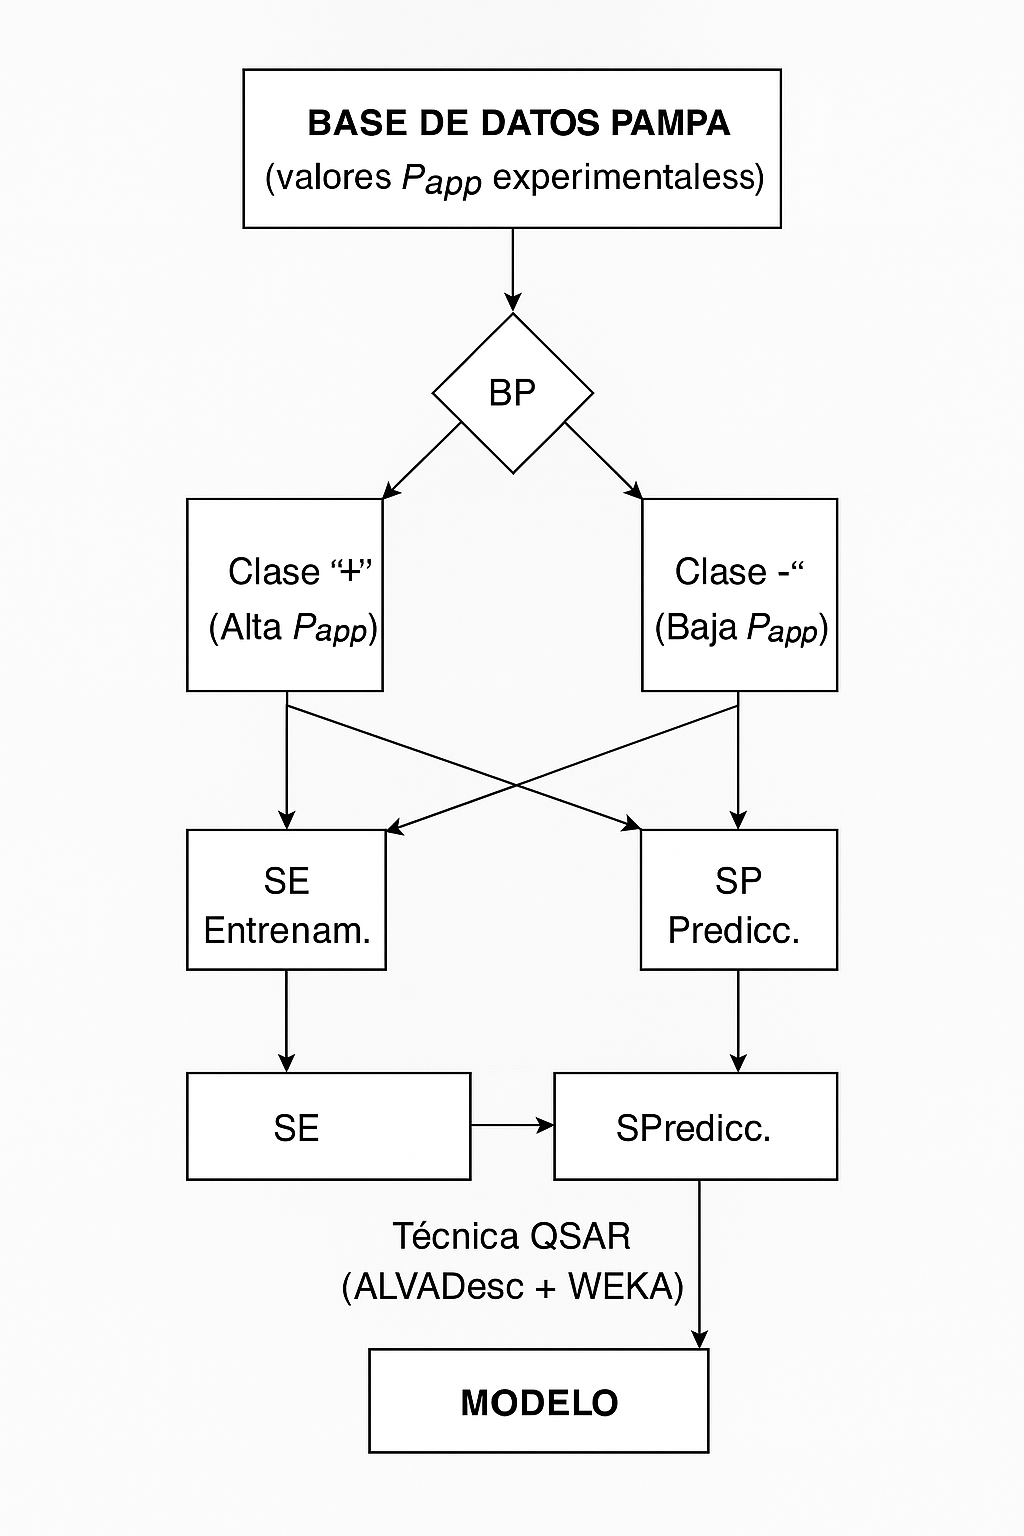 BASE DE DATOS PAMPA
(valores Papp experimentaless)
BP
Clase “+”
(Alta Papp)
Clase -“
(Baja Papp)
SE
Entrenam.
SP
Predicc.
SE
SPredicc.
Técnica QSAR
(ALVADesc + WEKA)
MODELO